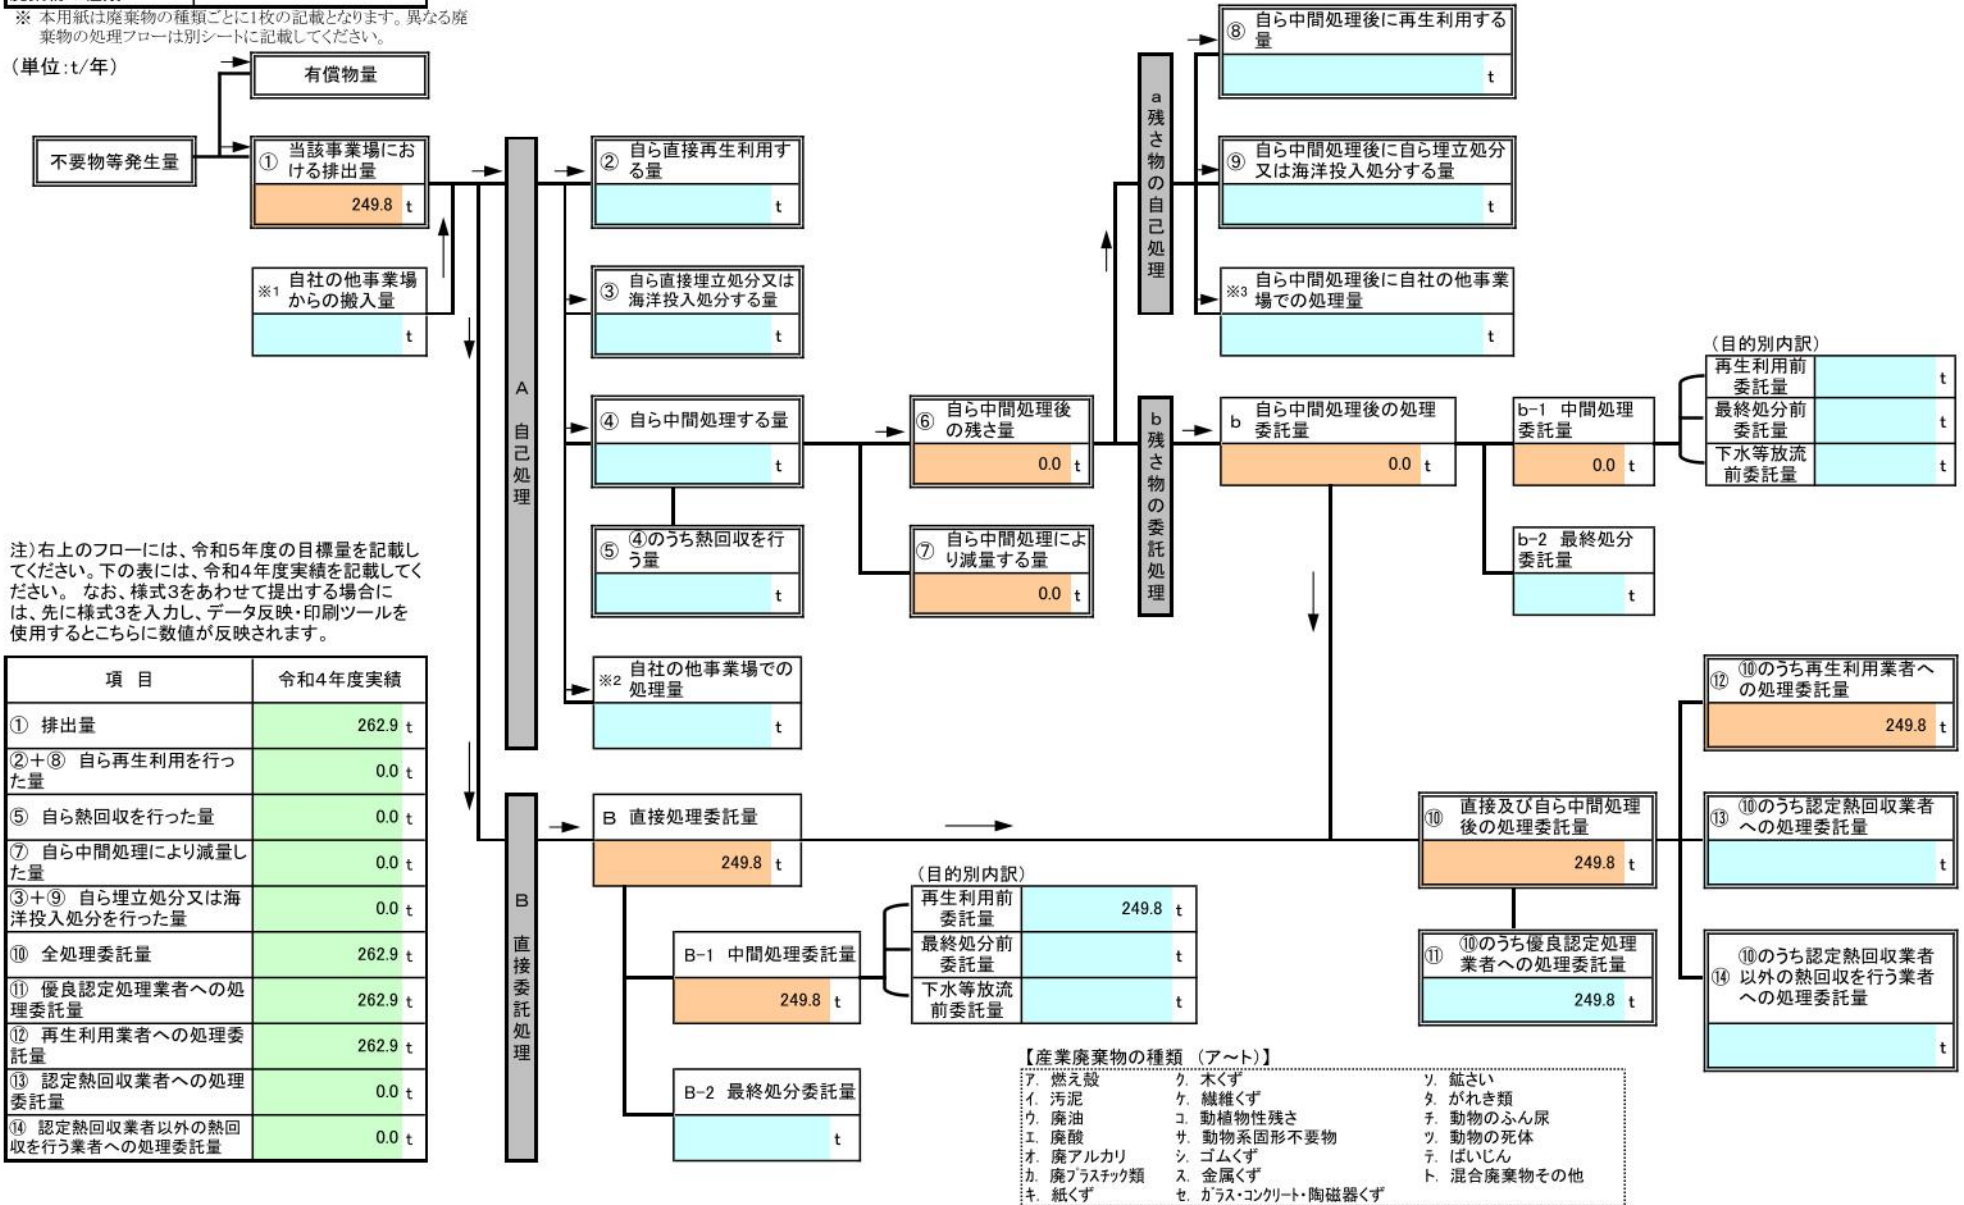 ※ 本用紙は廃棄物の種類ごとに1枚の記載となります。異なる廃
棄物の処理フローは別シートに記載してください。
(単位:t/年)
有償物量
不要物等発生量
① 当該事業場にお
ける排出量
249.8 t
※1 自社の他事業場
からの搬入量
t
A 自己処理
② 自ら直接再生利用す
る量
t
③ 自ら直接埋立処分又は
海洋投入処分する量
t
④ 自ら中間処理する量
t
⑤ ④のうち熱回収を行
う量
t
※2 自社の他事業場での
処理量
t
⑥ 自ら中間処理後
の残さ量
0.0 t
⑦ 自ら中間処理によ
り減量する量
0.0 t
a残さ物の自己処理
⑧ 自ら中間処理後に再生利用する
量
t
⑨ 自ら中間処理後に自ら埋立処分
又は海洋投入処分する量
t
※3 自ら中間処理後に自社の他事業
場での処理量
t
b残さ物の委託処理
b 自ら中間処理後の処理
委託量
0.0 t
b-1 中間処理
委託量
0.0 t
(目的別内訳)
再生利用前
委託量
t
最終処分前
委託量
t
下水等放流
前委託量
t
b-2 最終処分
委託量
t
注)右上のフローには、令和5年度の目標量を記載し
てください。下の表には、令和4年度実績を記載してく
ださい。 なお、様式3をあわせて提出する場合に
は、先に様式3を入力し、データ反映・印刷ツールを
使用するとこちらに数値が反映されます。
項 目 令和4年度実績
① 排出量 262.9 t
②+⑧ 自ら再生利用を行っ
た量 0.0 t
⑤ 自ら熱回収を行った量 0.0 t
⑦ 自ら中間処理により減量し
た量 0.0 t
③+⑨ 自ら埋立処分又は海
洋投入処分を行った量 0.0 t
⑩ 全処理委託量 262.9 t
⑪ 優良認定処理業者への処
理委託量 262.9 t
⑫ 再生利用業者への処理委
託量 262.9 t
⑬ 認定熱回収業者への処理
委託量 0.0 t
⑭ 認定熱回収業者以外の熱回
収を行う業者への処理委託量 0.0 t
B 直接委託処理
B 直接処理委託量
249.8 t
B-1 中間処理委託量
249.8 t
B-2 最終処分委託量
t
(目的別内訳)
再生利用前
委託量
249.8 t
最終処分前
委託量
t
下水等放流
前委託量
t
⑩ 直接及び自ら中間処理
後の処理委託量
249.8 t
⑪ ⑩のうち優良認定処理
業者への処理委託量
249.8 t
⑫ ⑩のうち再生利用業者へ
の処理委託量
249.8 t
⑬ ⑩のうち認定熱回収業者
への処理委託量
t
⑭ ⑩のうち認定熱回収業者
以外の熱回収を行う業者
への処理委託量
t
【産業廃棄物の種類 (ア~ト)】
ア. 燃え殻 ク. 木くず ソ. 鉱さい
イ. 汚泥 ケ. 繊維くず タ. がれき類
ウ. 廃油 コ. 動植物性残さ チ. 動物のふん尿
エ. 廃酸 サ. 動物系固形不要物 ツ. 動物の死体
オ. 廃アルカリ シ. ゴムくず テ. ばいじん
カ. 廃プラスチック類 ス. 金属くず ト. 混合廃棄物その他
キ. 紙くず セ. ガラス・コンクリート・陶磁器くず